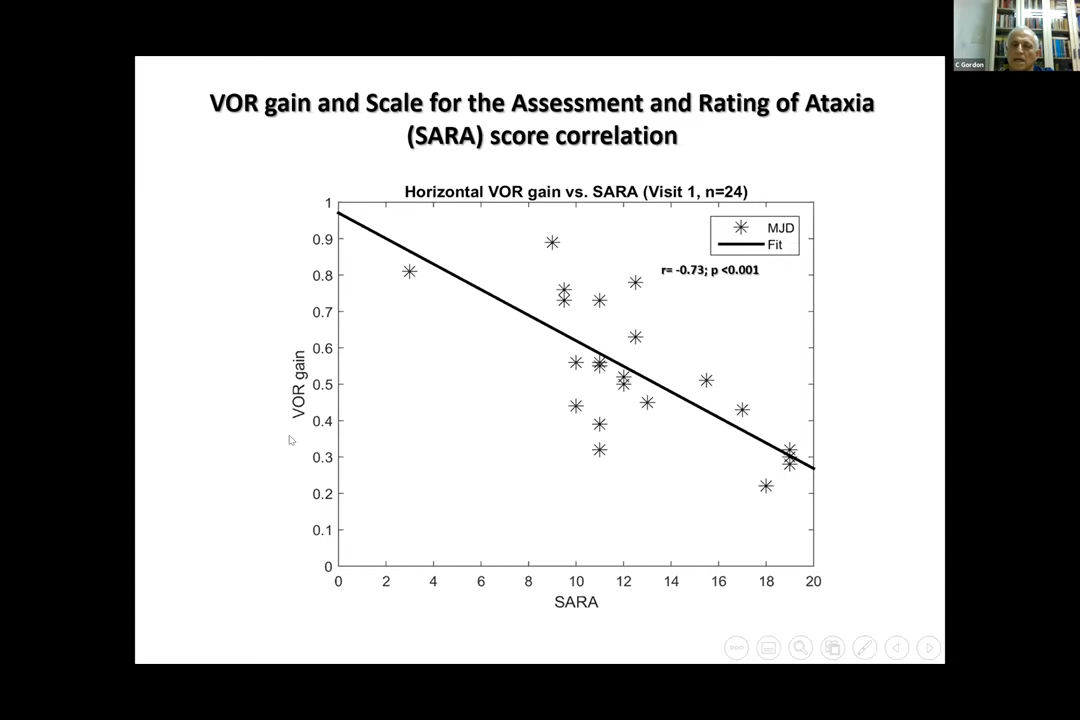 C Gordon
VOR gain and Scale for the Assessment and Rating of Ataxia
(SARA) score correlation
Horizontal VOR gain vs. SARA (Visit 1, n=24)
MJD
Fit
r= -0.73; p <0.001
VOR gain
1
0.9
0.8
0.7
0.6
0.5
0.4
0.3
0.2
0.1
0
0 2 4 6 8 10 12 14 16 18 20
SARA